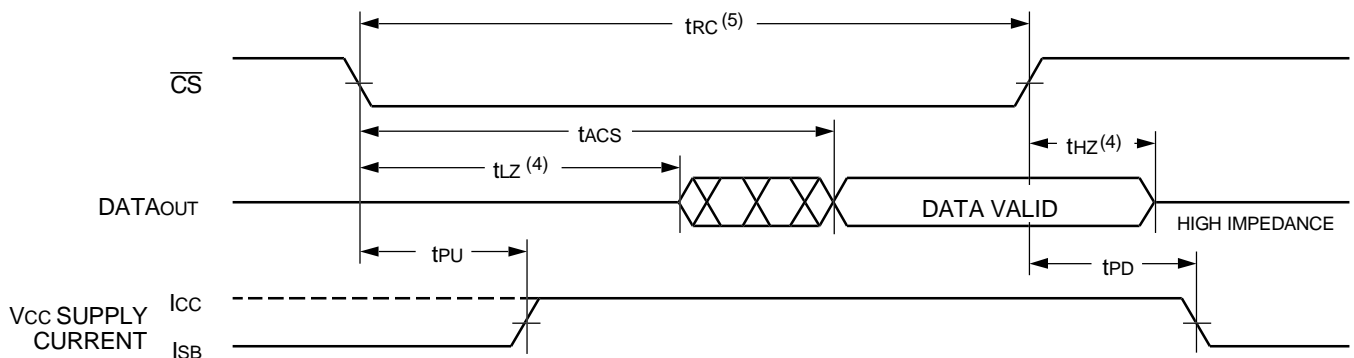 tRC (5)
CS
tACS
tHZ (4)
tLZ (4)
DATAOUT
DATA VALID
HIGH IMPEDANCE
tPU
tPD
ICC
VCC SUPPLY
CURRENT
ISB